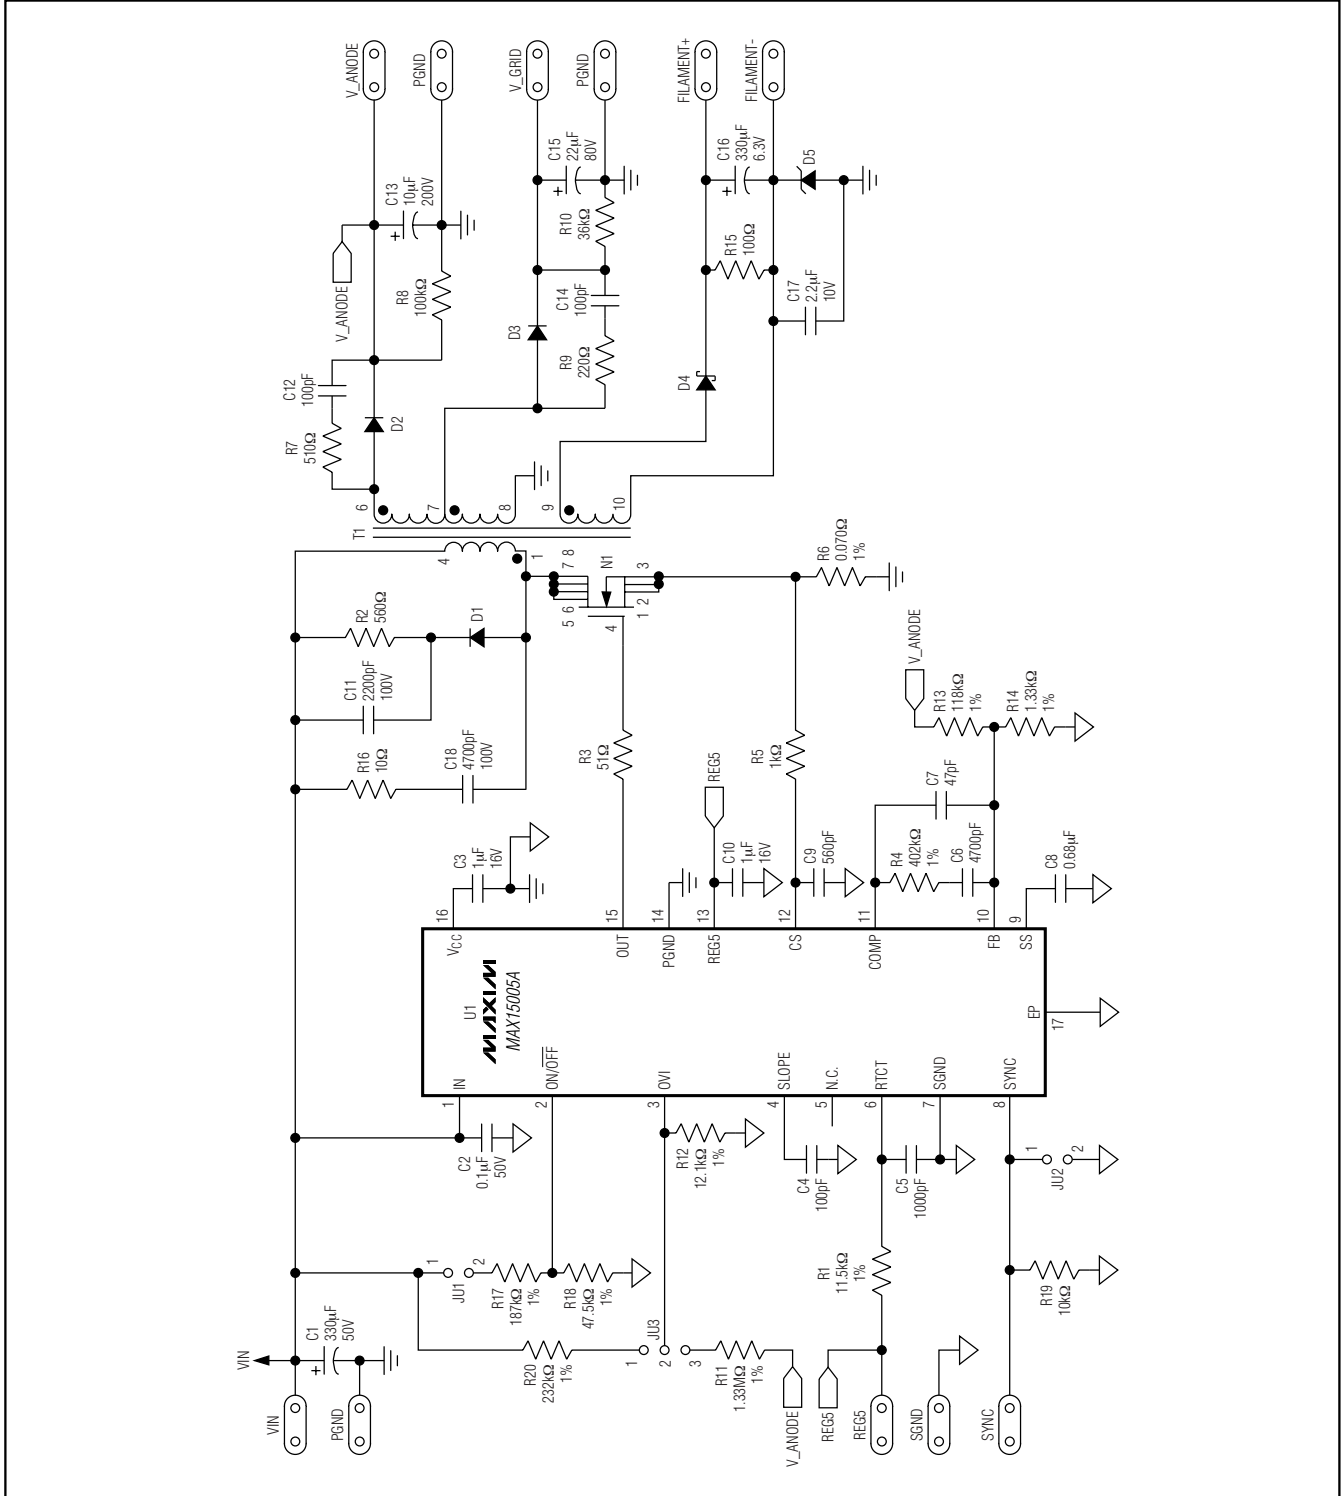 VIN
VIN
C1
330µF
50V
PGND
R20
232kΩ
1%
JU1
1
2
R17
187kΩ
1%
R18
47.5kΩ
1%
JU3
1
2
3
R11
1.33MΩ
1%
V_ANODE
REG5
REG5
R1
11.5kΩ
1%
SGND
SYNC
R19
10kΩ
JU2
1
2
C2
0.1µF
50V
R12
12.1kΩ
1%
C4
100pF
C5
1000pF
1
IN
2
ON/OFF
3
OVI
4
SLOPE
5
N.C.
6
RTCT
7
SGND
8
SYNC
U1
MAXIM
MAX15005A
EP
17
VCC
16
OUT
15
PGND
14
REG5
13
CS
12
COMP
11
FB
10
SS
9
C3
1µF
16V
REG5
C10
1µF
16V
C9
560pF
R4
402kΩ
1%
C6
4700pF
C7
47pF
C8
0.68µF
V_ANODE
R13
118kΩ
1%
R14
1.33kΩ
1%
R16
10Ω
C18
4700pF
100V
C11
2200pF
100V
R2
560Ω
D1
R3
51Ω
R5
1kΩ
R6
0.070Ω
1%
N1
5
6
7
8
4
1
2
3
T1
4
1
6
7
8
9
10
R7
510Ω
C12
100pF
D2
V_ANODE
R8
100kΩ
C13
10µF
200V
V_ANODE
PGND
D3
R9
220Ω
C14
100pF
R10
36kΩ
C15
22µF
80V
V_GRID
PGND
D4
R15
100Ω
C16
330µF
6.3V
C17
2.2µF
10V
D5
FILAMENT+
FILAMENT-